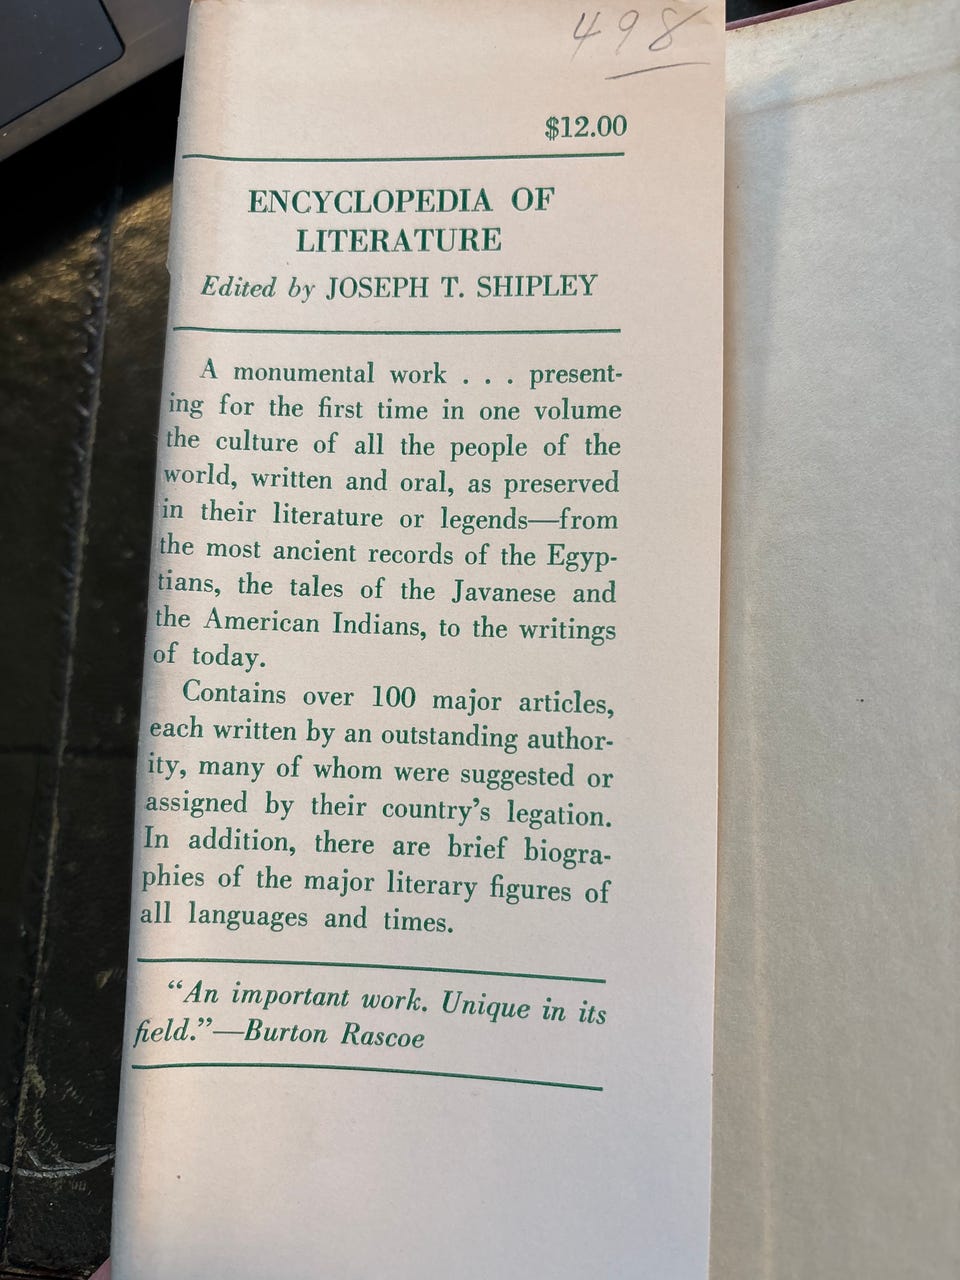 498
$12.00
ENCYCLOPEDIA OF
LITERATURE
Edited by JOSEPH T. SHIPLEY
A monumental work . . . present-
ing for the first time in one volume
the culture of all the people of the
world, written and oral, as preserved
in their literature or legends—from
the most ancient records of the Egyp-
tians, the tales of the Javanese and
the American Indians, to the writings
of today.
Contains over 100 major articles,
each written by an outstanding author-
ity, many of whom were suggested or
assigned by their country's legation.
In addition, there are brief biogra-
phies of the major literary figures of
all languages and times.
“An important work. Unique in its
field.”—Burton Rascoe